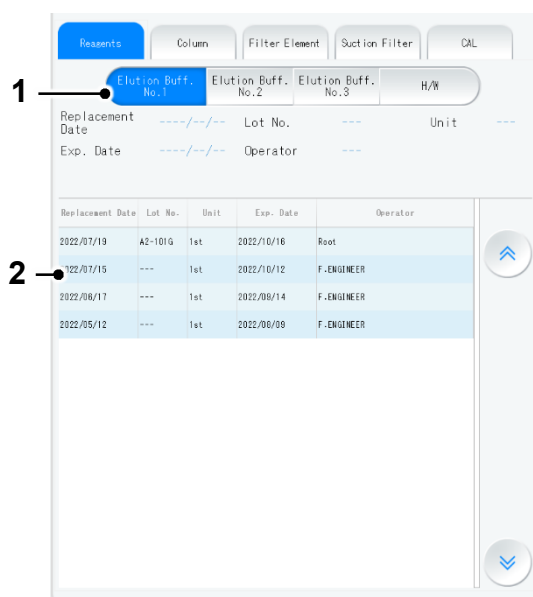 Reagents Column Filter Element Suction Filter CAL
1
Elution Buff. No.1 Elution Buff. No.2 Elution Buff. No.3 H/W
Replacement Date ----/--/-- Lot No. --- Unit ---
Exp. Date ----/--/-- Operator ---
Replacement Date Lot No. Unit Exp. Date Operator
2022/07/19 A2-101G 1st 2022/10/16 Root
2
2022/07/15 --- 1st 2022/10/12 F.ENGINEER
2022/06/17 --- 1st 2022/09/14 F.ENGINEER
2022/05/12 --- 1st 2022/08/09 F.ENGINEER